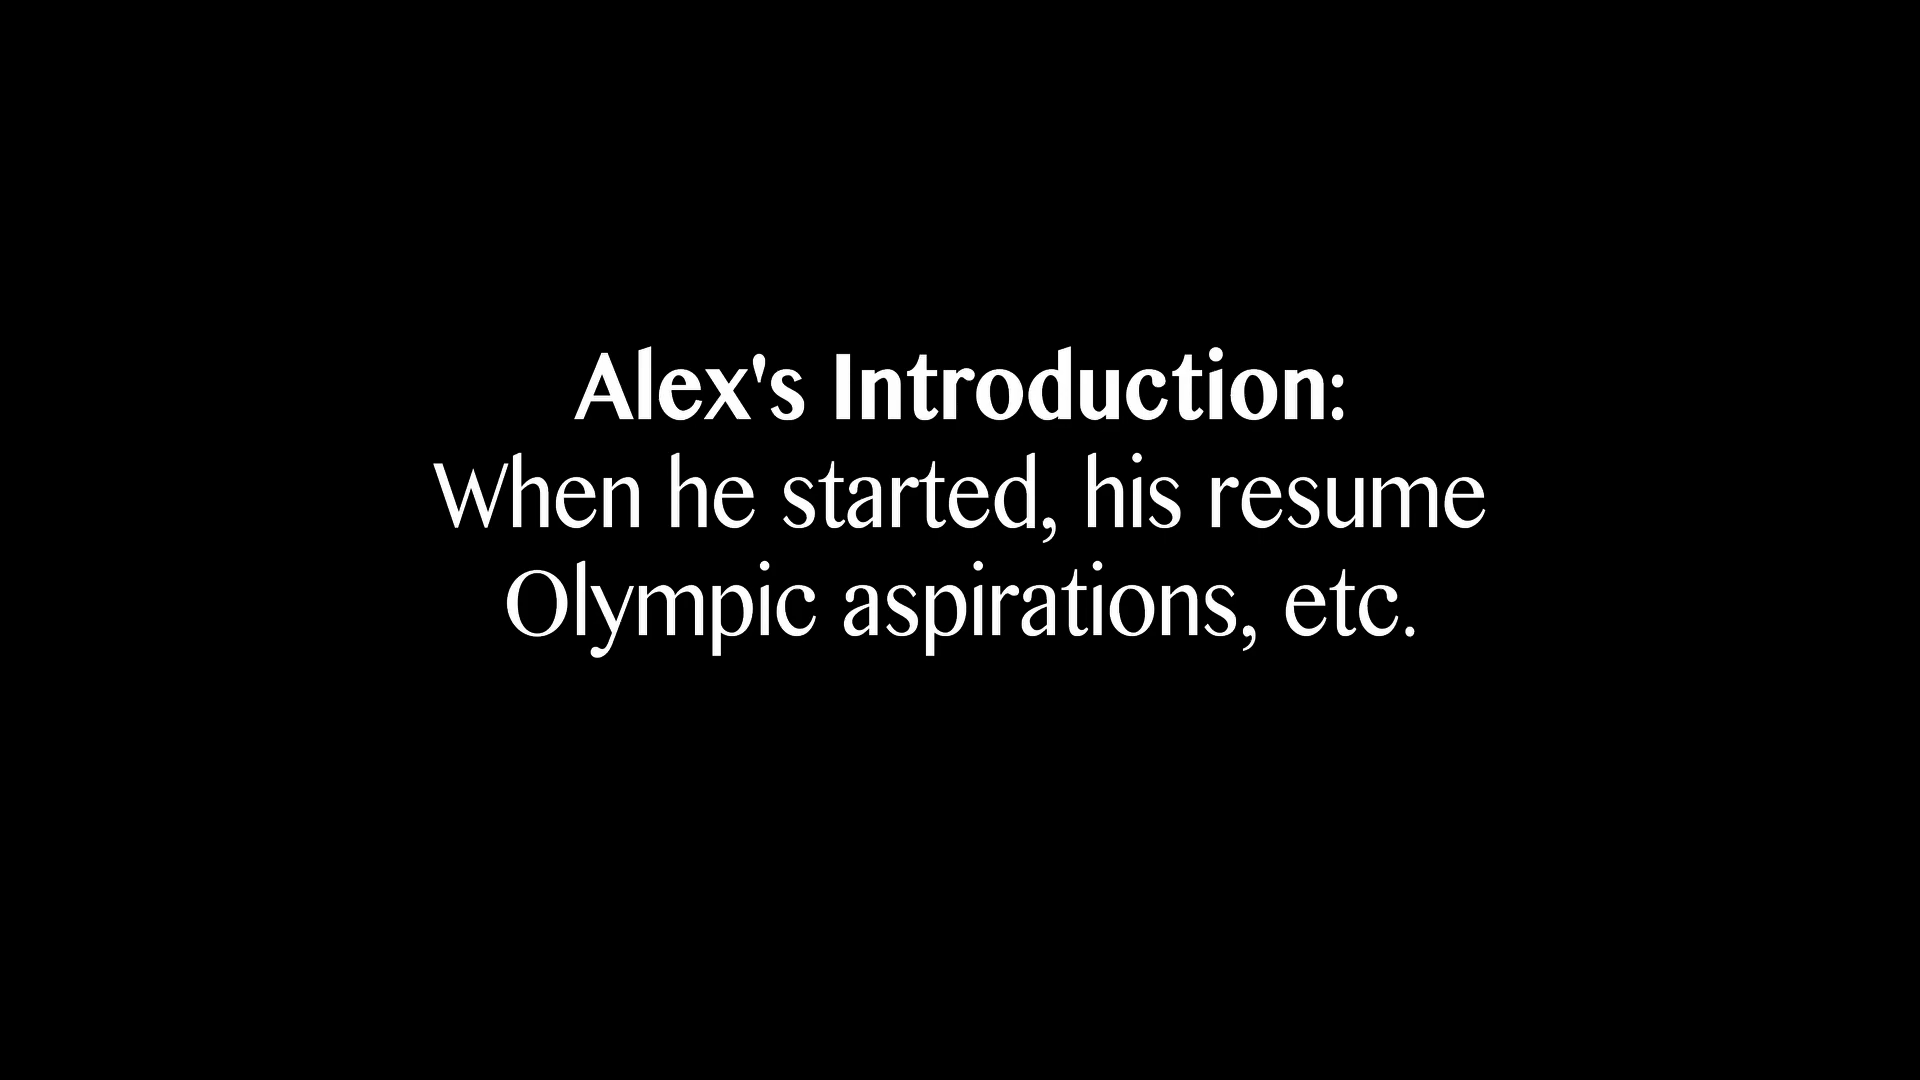 Alex's Introduction:
When he started, his resume
Olympic aspirations, etc.